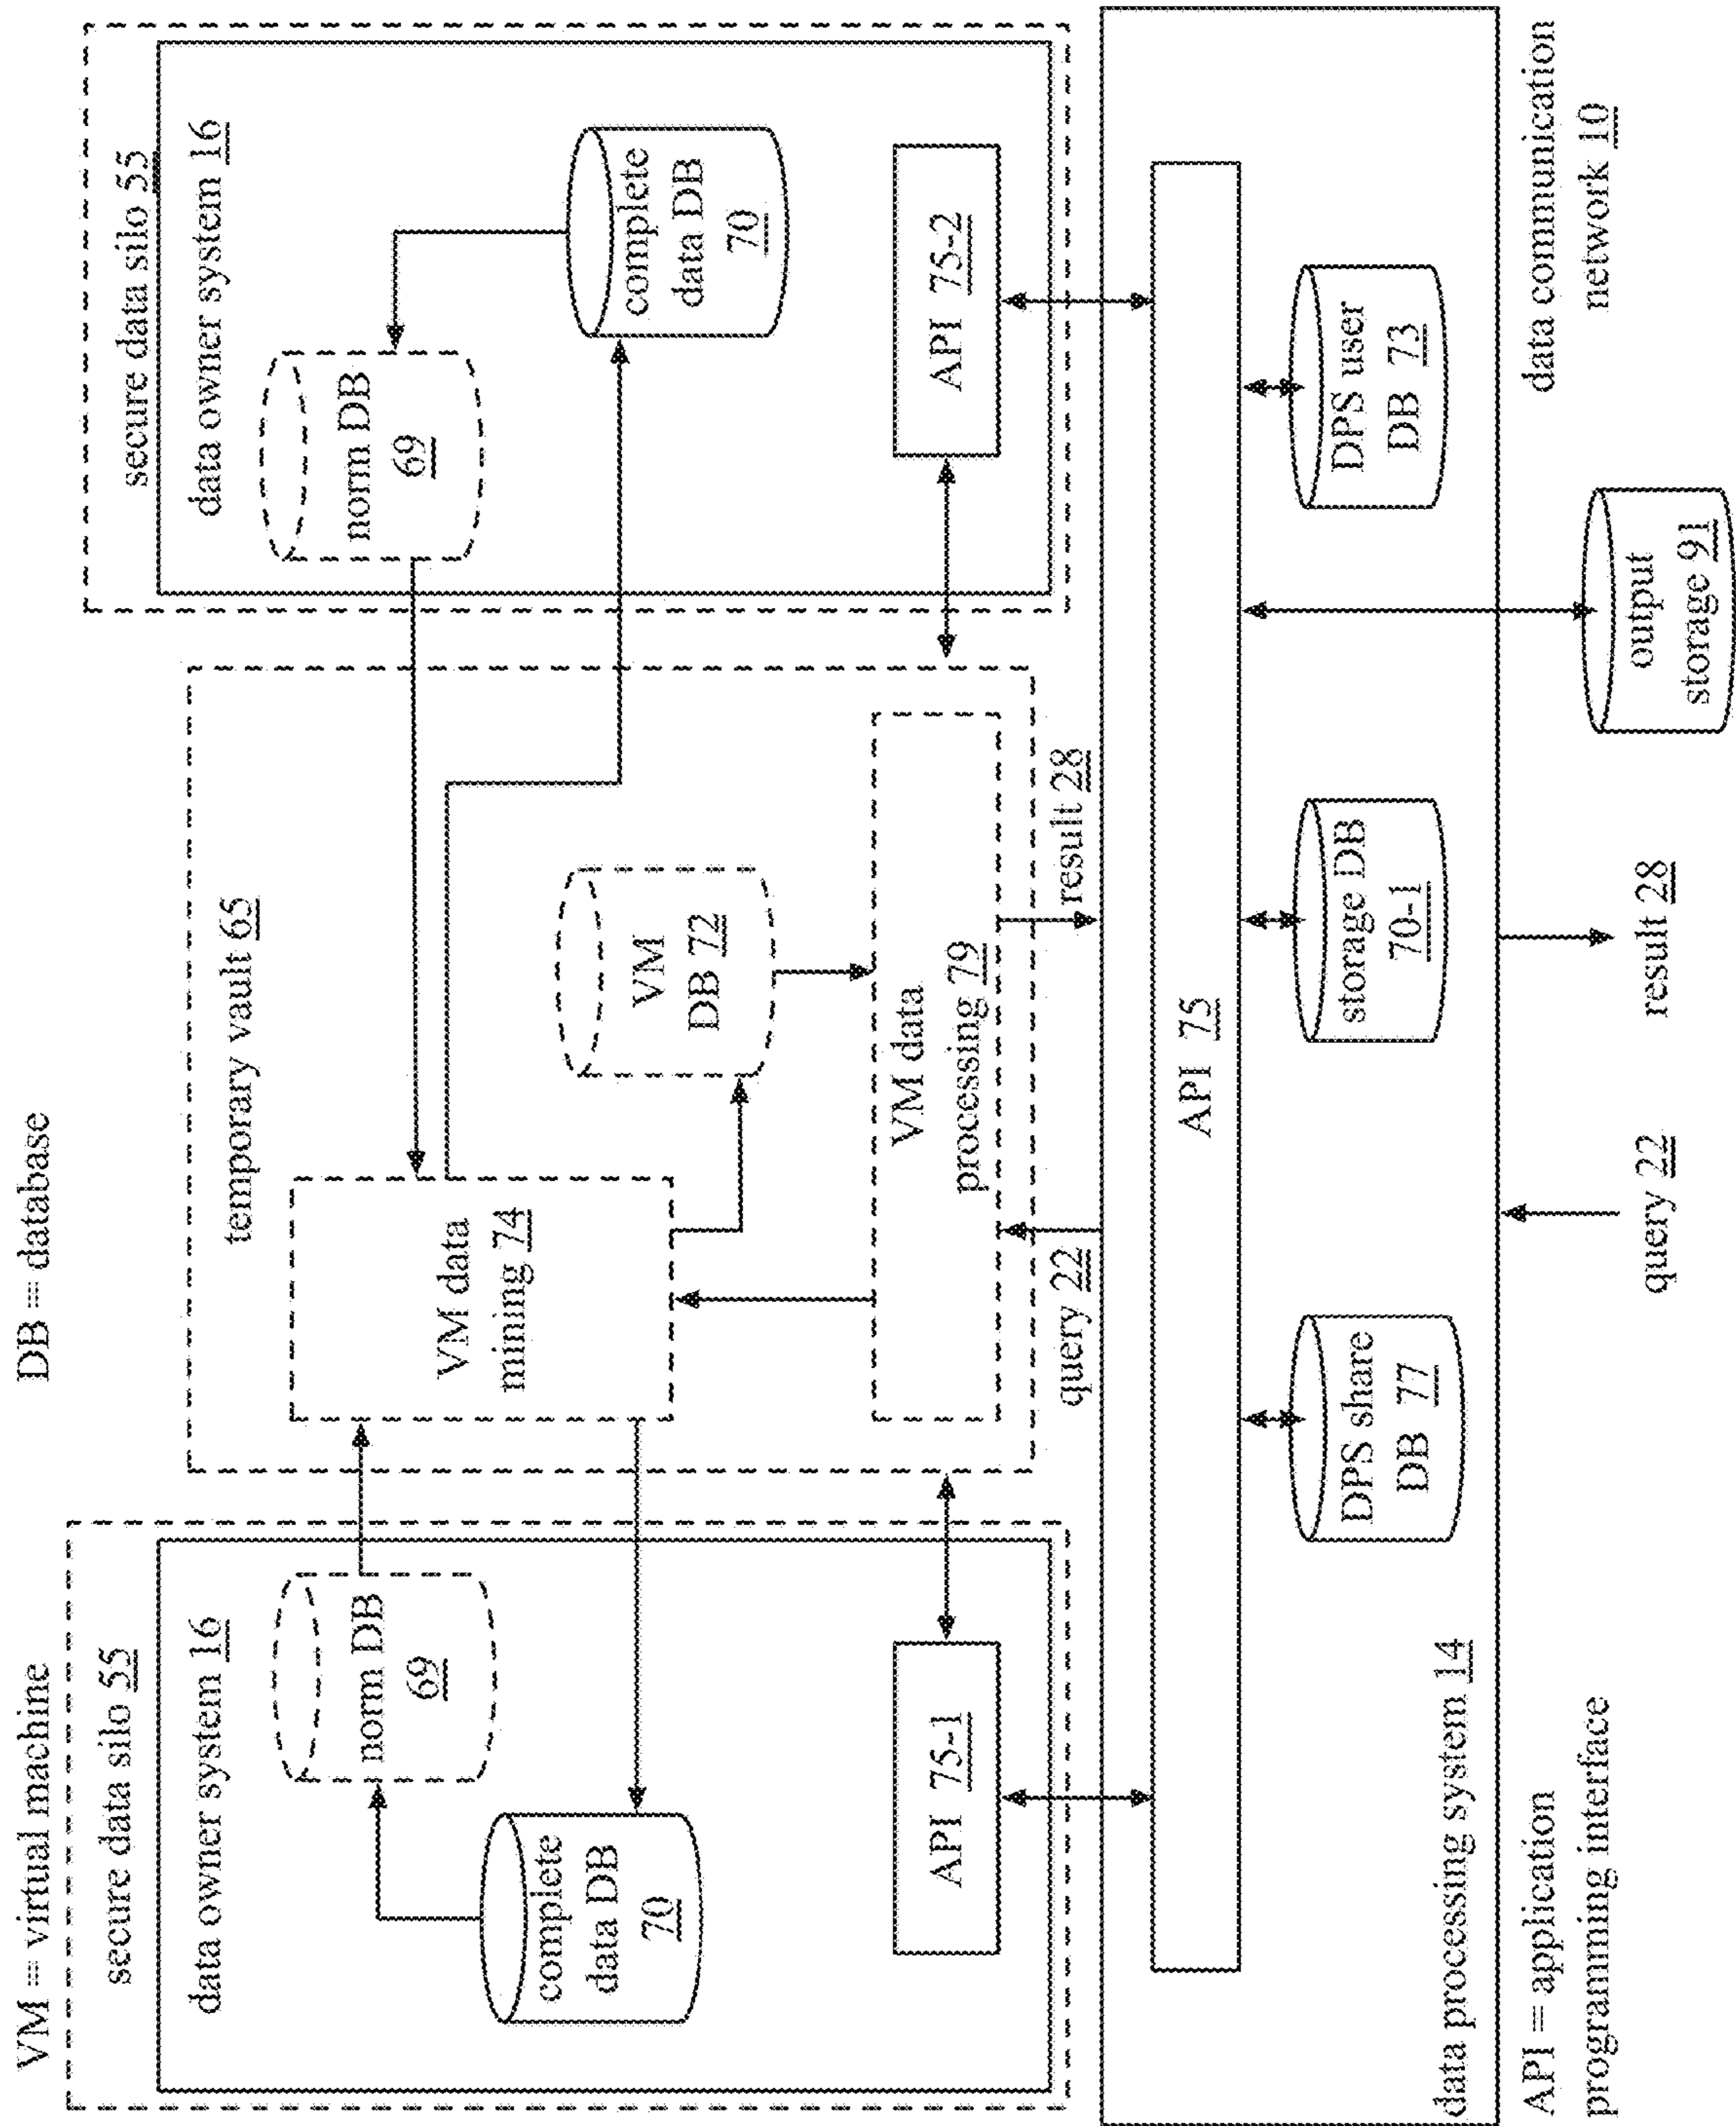 VM = virtual machine
DB = database
secure data silo 55
data owner system 16
norm DB
69
complete
data DB
70
API 75-1
temporary vault 65
VM data
mining 74
VM
DB 72
VM data
processing 79
query 22
result 28
secure data silo 55
data owner system 16
norm DB
69
complete
data DB
70
API 75-2
API 75
DPS share
DB 77
storage DB
70-1
DPS user
DB 73
data processing system 14
API = application
programming interface
query 22
result 28
output
storage 91
data communication
network 10